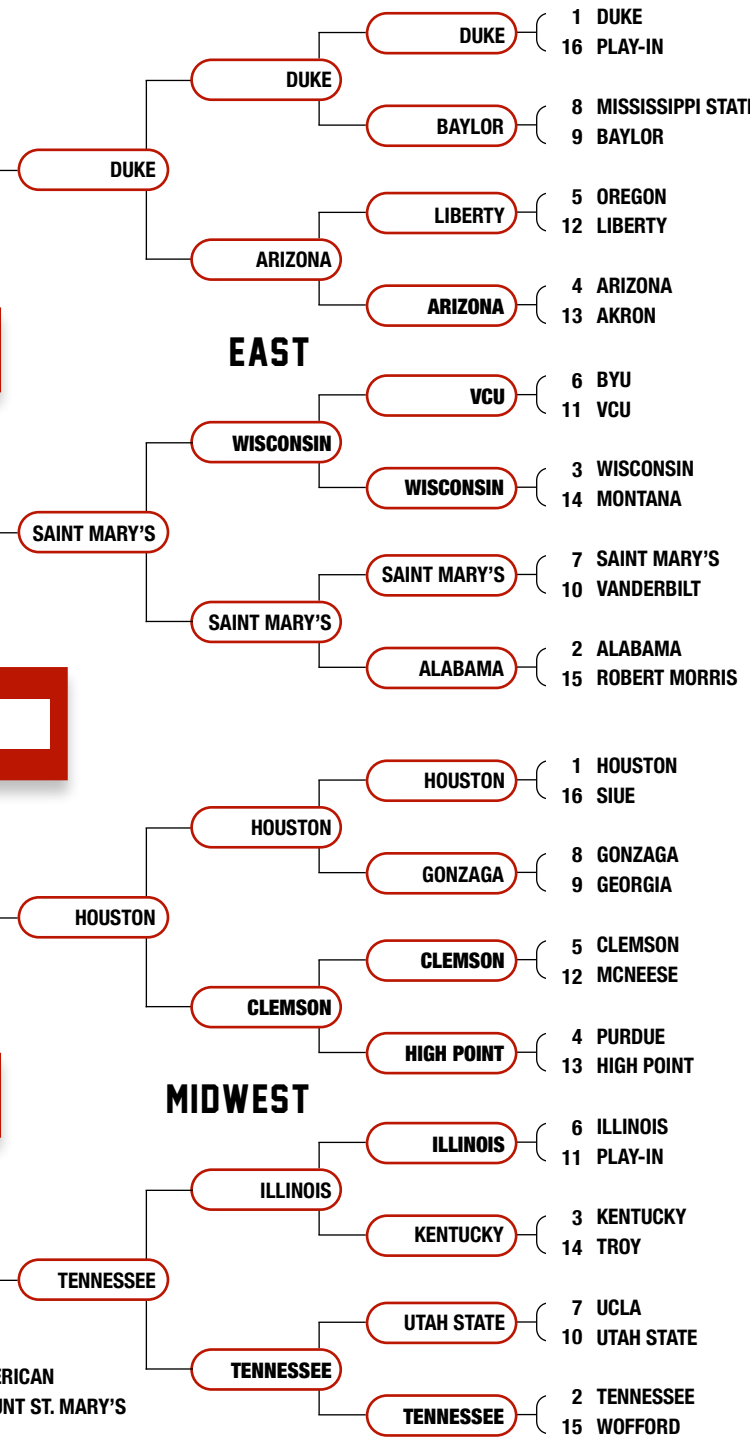 1 DUKE
16 PLAY-IN
8 MISSISSIPPI STATE
9 BAYLOR
5 OREGON
12 LIBERTY
4 ARIZONA
13 AKRON
6 BYU
11 VCU
3 WISCONSIN
14 MONTANA
7 SAINT MARY'S
10 VANDERBILT
2 ALABAMA
15 ROBERT MORRIS
DUKE
BAYLOR
LIBERTY
ARIZONA
VCU
WISCONSIN
SAINT MARY'S
ALABAMA
DUKE
ARIZONA
WISCONSIN
SAINT MARY'S
DUKE
SAINT MARY'S
EAST
1 HOUSTON
16 SIUE
8 GONZAGA
9 GEORGIA
5 CLEMSON
12 MCNEESE
4 PURDUE
13 HIGH POINT
6 ILLINOIS
11 PLAY-IN
3 KENTUCKY
14 TROY
7 UCLA
10 UTAH STATE
2 TENNESSEE
15 WOFFORD
HOUSTON
GONZAGA
CLEMSON
HIGH POINT
ILLINOIS
KENTUCKY
UTAH STATE
TENNESSEE
HOUSTON
CLEMSON
ILLINOIS
TENNESSEE
HOUSTON
TENNESSEE
MIDWEST
ERICAN
UNT ST. MARY'S